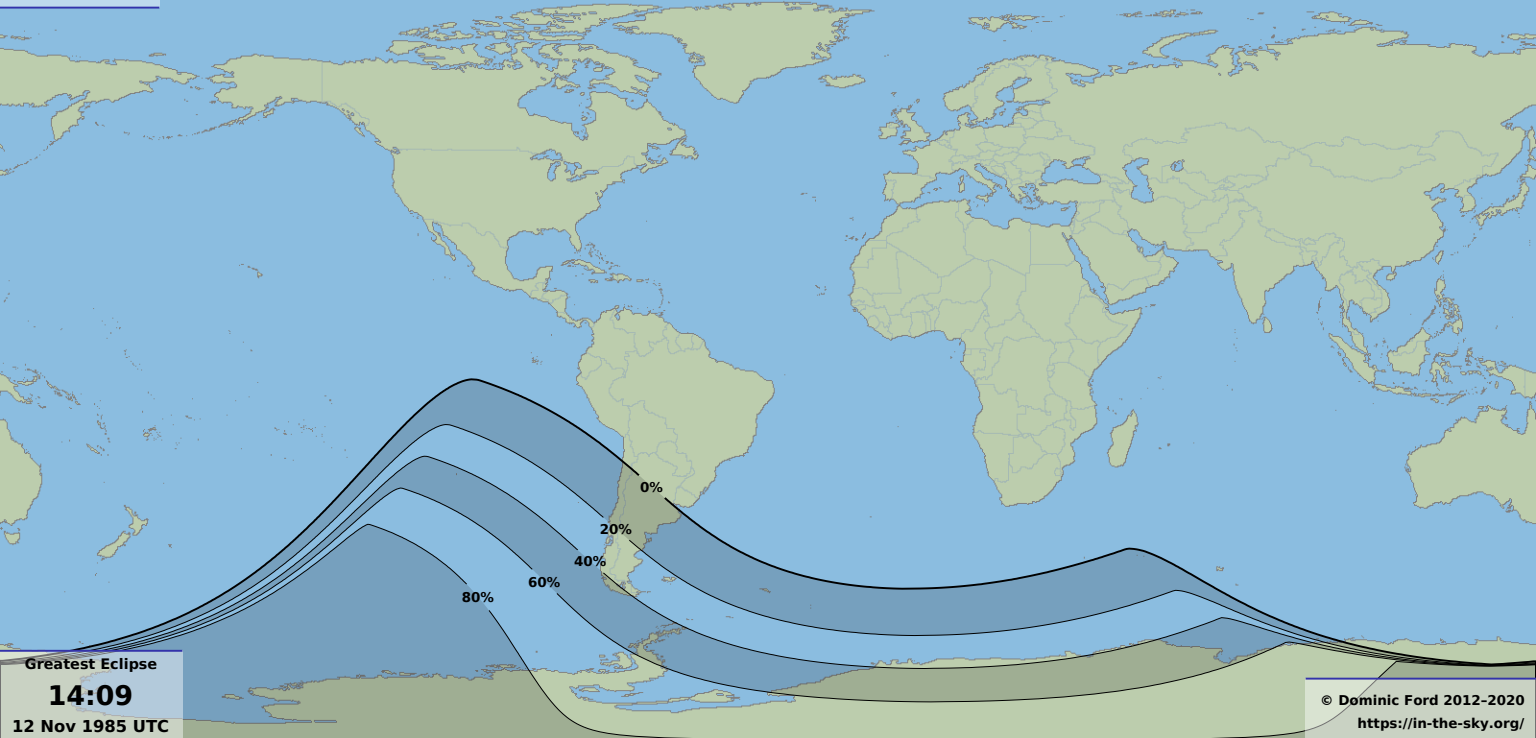 0%
20%
40%
60%
80%
Greatest Eclipse
14:09
12 Nov 1985 UTC
© Dominic Ford 2012–2020
https://in-the-sky.org/